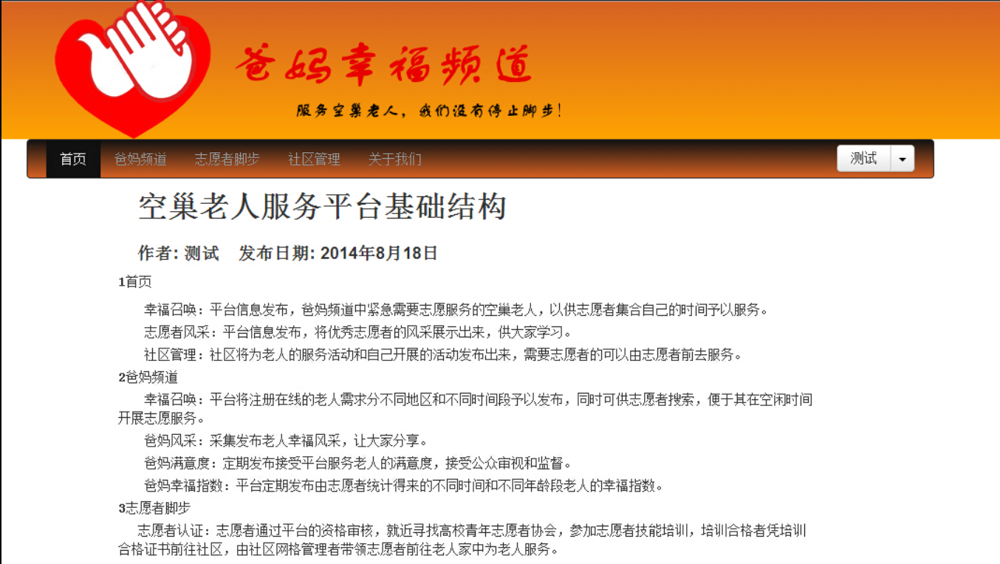 爸妈幸福频道
服务空巢老人，我们没有停止脚步！
首页 爸妈频道 志愿者脚步 社区管理 关于我们 测试
空巢老人服务平台基础结构
作者: 测试 发布日期: 2014年8月18日
1首页
幸福召唤：平台信息发布，爸妈频道中紧急需要志愿服务的空巢老人，以供志愿者集合自己的时间予以服务。
志愿者风采：平台信息发布，将优秀志愿者的风采展示出来，供大家学习。
社区管理：社区将为老人的服务活动和自己开展的活动发布出来，需要志愿者的可以由志愿者前去服务。
2爸妈频道
幸福召唤：平台将注册在线的老人需求分不同地区和不同时间段予以发布，同时可供志愿者搜索，便于其在空闲时间
开展志愿服务。
爸妈风采：采集发布老人幸福风采，让大家分享。
爸妈满意度：定期发布接受平台服务老人的满意度，接受公众审视和监督。
爸妈幸福指数：平台定期发布由志愿者统计得来的不同时间和不同年龄段老人的幸福指数。
3志愿者脚步
志愿者认证：志愿者通过平台的资格审核，就近寻找高校青年志愿者协会，参加志愿者技能培训，培训合格者凭培训
合格证书前往社区，由社区网格管理者带领志愿者前往老人家中为老人服务。